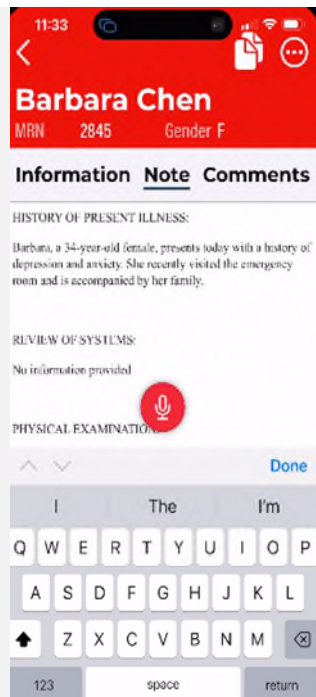 11:33
Barbara Chen
MRN 2845 Gender F
Information Note Comments
HISTORY OF PRESENT ILLNESS:
Barbara, a 34-year-old female, presents today with a history of
depression and anxiety. She recently visited the emergency
room and is accompanied by her family.
REVIEW OF SYSTEMS:
No information provided
PHYSICAL EXAMINATION:
Done
I The I'm
Q W E R T Y U I O P
A S D F G H J K L
Z X C V B N M
123 space return